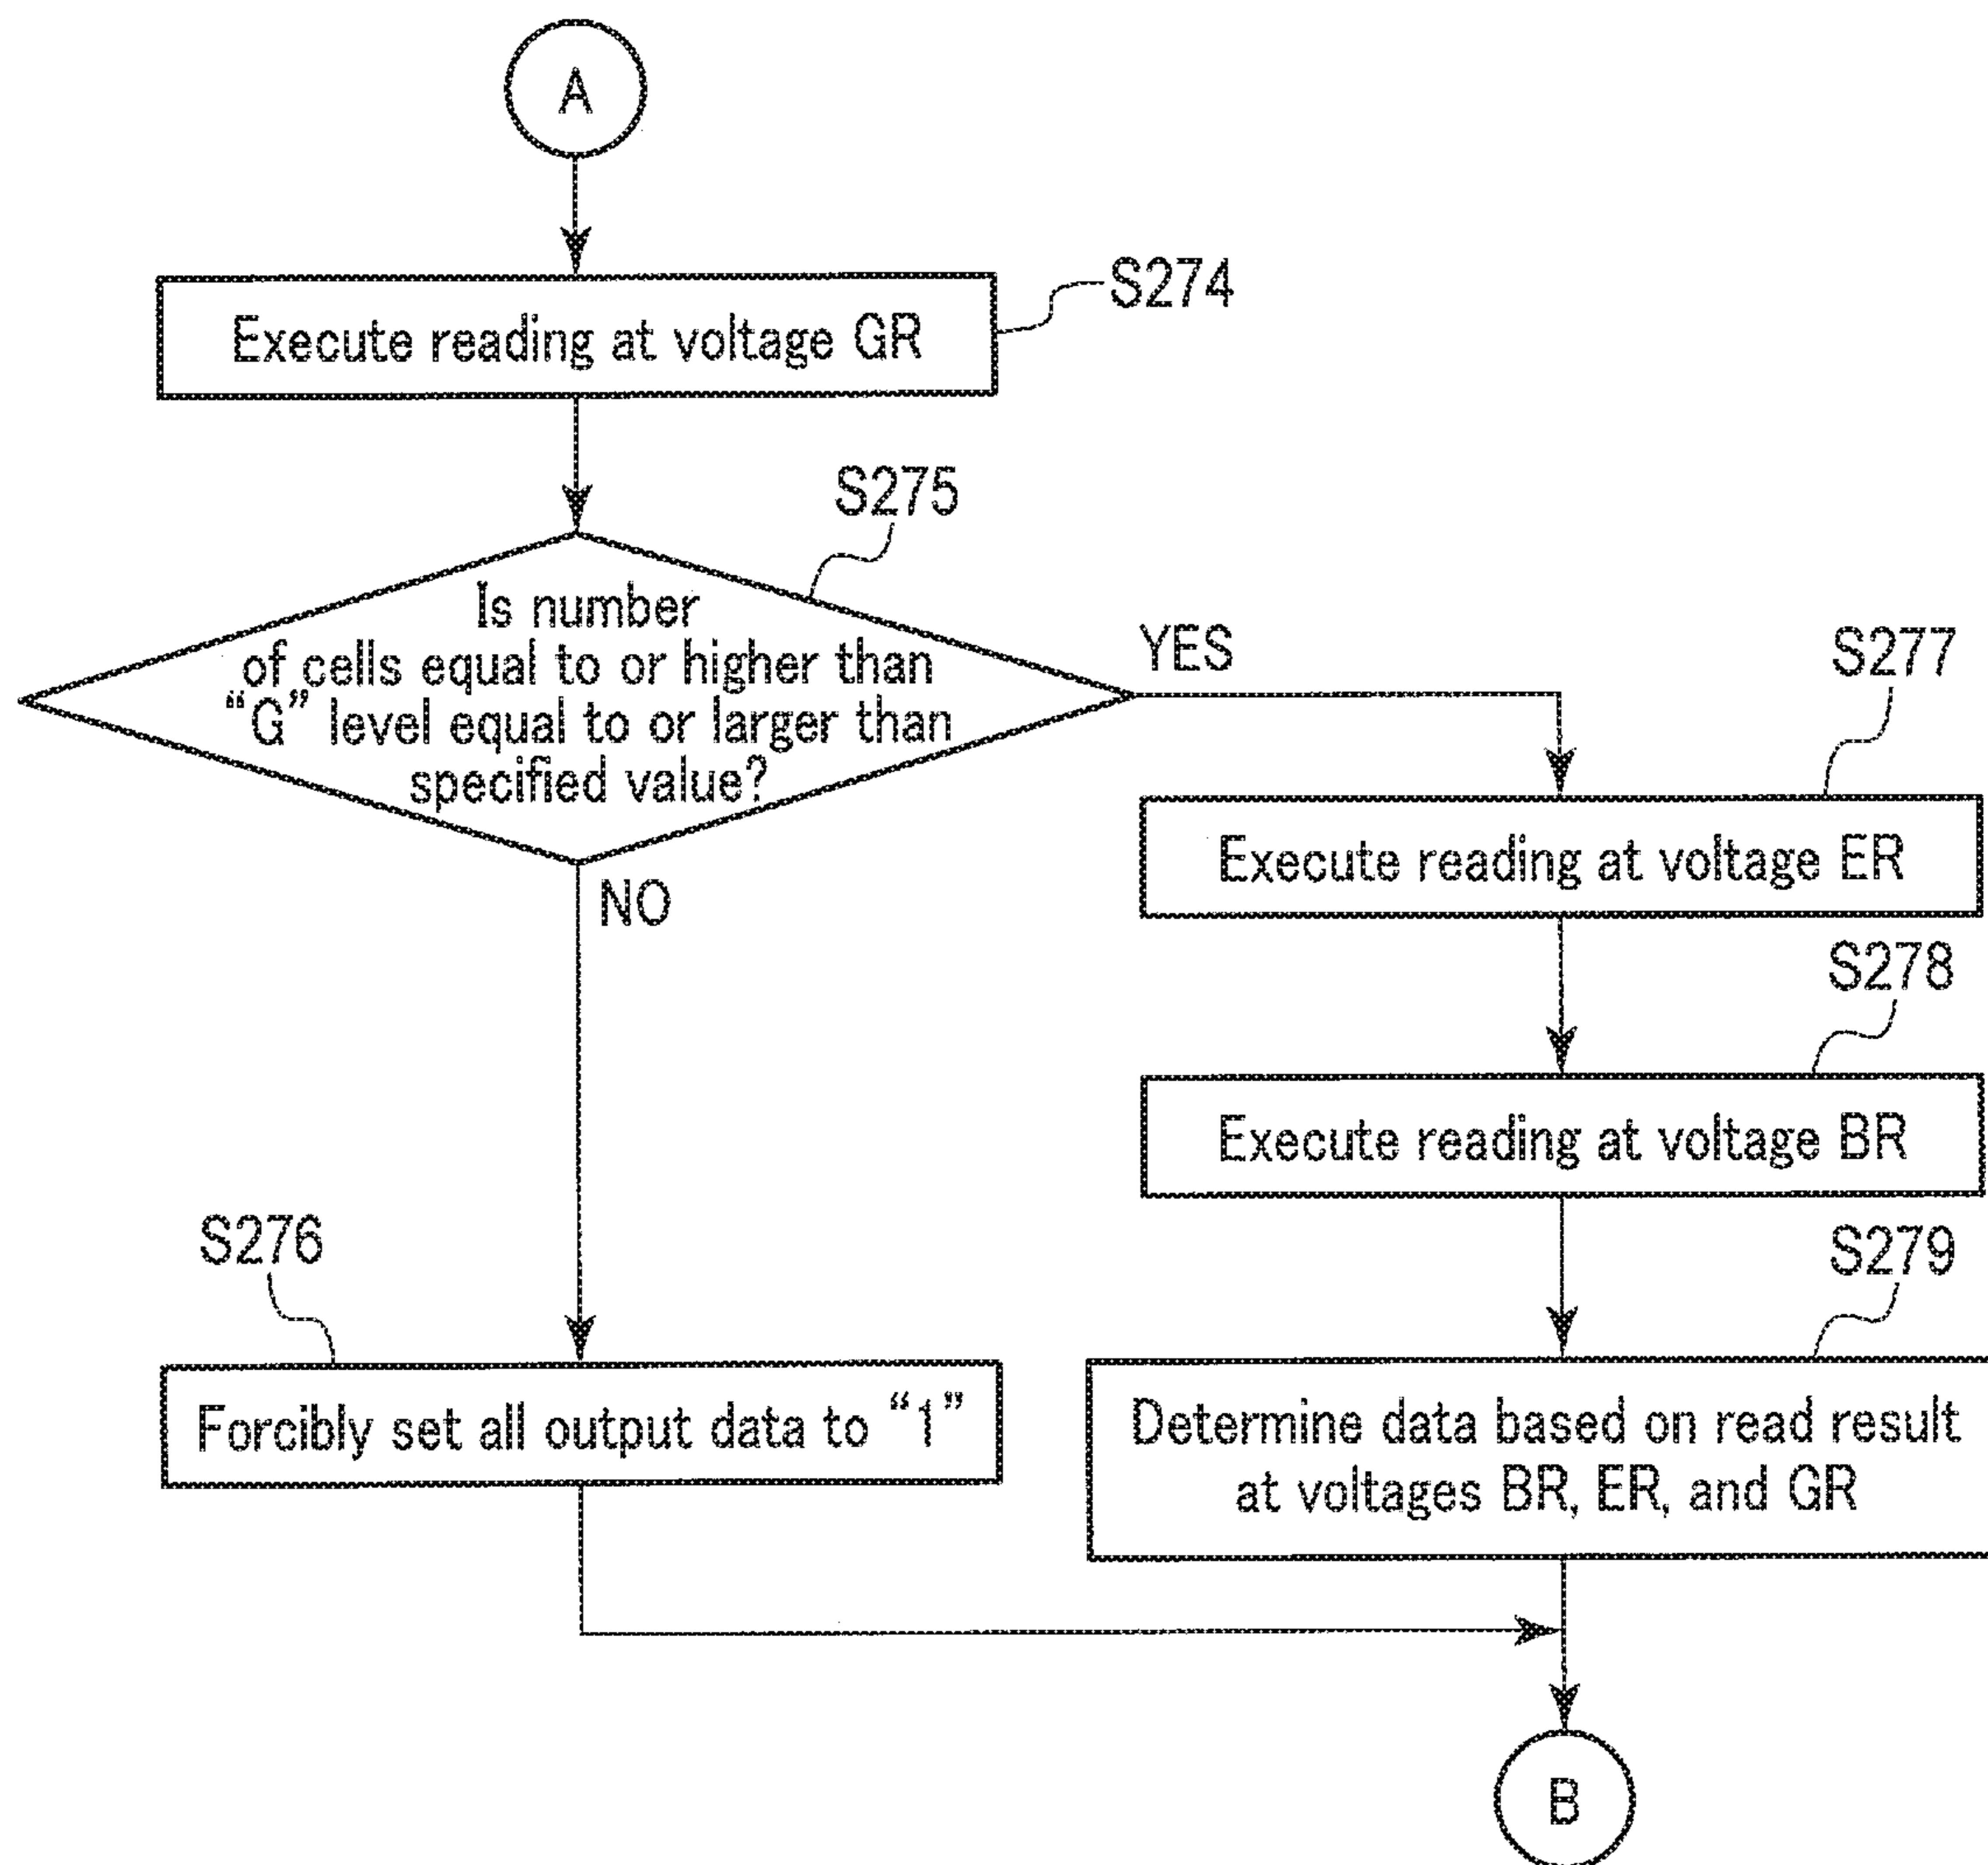 A
S274
Execute reading at voltage GR
S275
Is number
of cells equal to or higher than
“G” level equal to or larger than
specified value?
YES
NO
S277
Execute reading at voltage ER
S278
Execute reading at voltage BR
S276
Forcibly set all output data to “1”
S279
Determine data based on read result
at voltages BR, ER, and GR
B